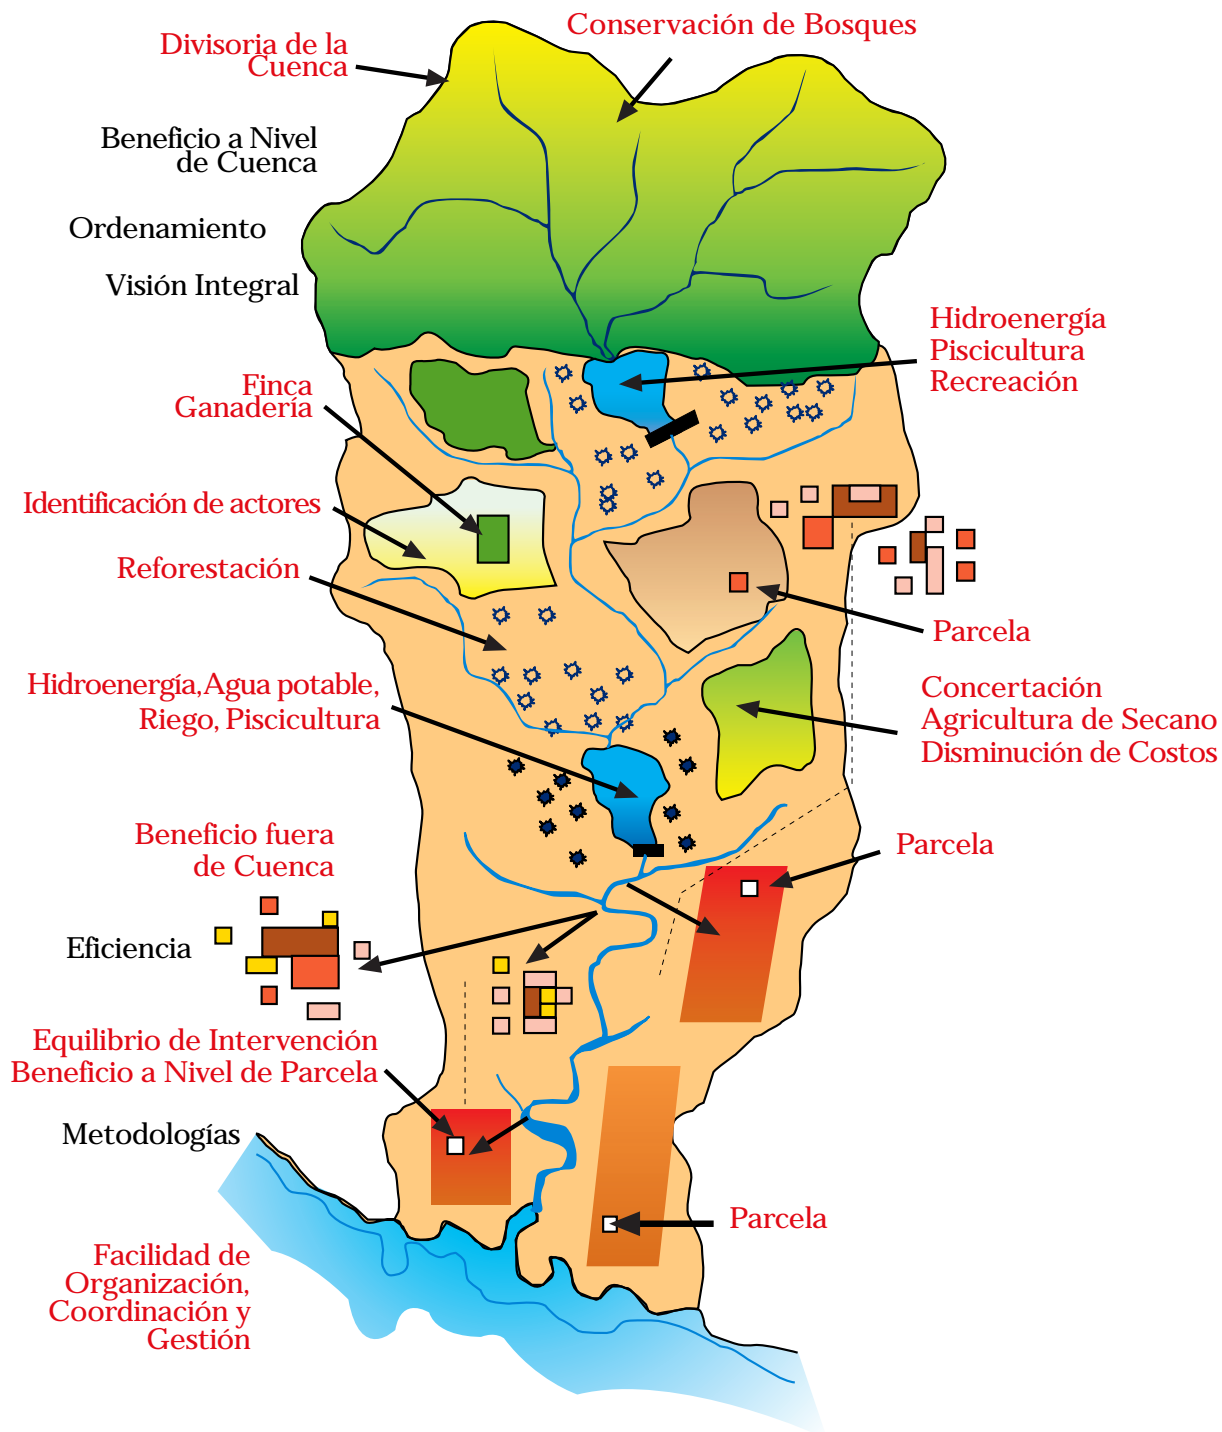 Conservación de Bosques
Divisoria de la
Cuenca
Beneficio a Nivel
de Cuenca
Ordenamiento
Visión Integral
Hidroenergía
Piscicultura
Recreación
Finca
Ganadería
Identificación de actores
Reforestación
Parcela
Hidroenergía,Agua potable,
Riego, Piscicultura
Concertación
Agricultura de Secano
Disminución de Costos
Beneficio fuera
de Cuenca
Parcela
Eficiencia
Equilibrio de Intervención
Beneficio a Nivel de Parcela
Metodologías
Parcela
Facilidad de
Organización,
Coordinación y
Gestión